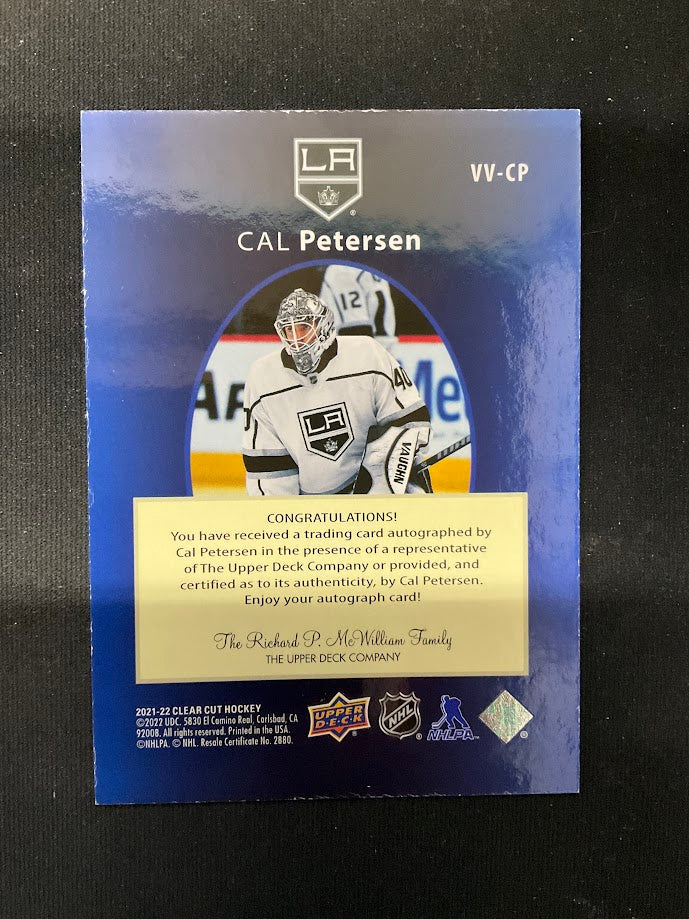 LA
VV-CP
CAL Petersen
12
40
LA
VAUGHN
CONGRATULATIONS!
You have received a trading card autographed by
Cal Petersen in the presence of a representative
of The Upper Deck Company or provided, and
certified as to its authenticity, by Cal Petersen.
Enjoy your autograph card!
The Richard P. McWilliam Family
THE UPPER DECK COMPANY
2021-22 CLEAR CUT HOCKEY
©2022 UDC. 5830 El Camino Real, Carlsbad, CA
92008. All rights reserved. Printed in the USA.
©NHLPA. © NHL. Resale Certificate No. 2880.
UPPER
D·E·C·K
NHL
NHLPA